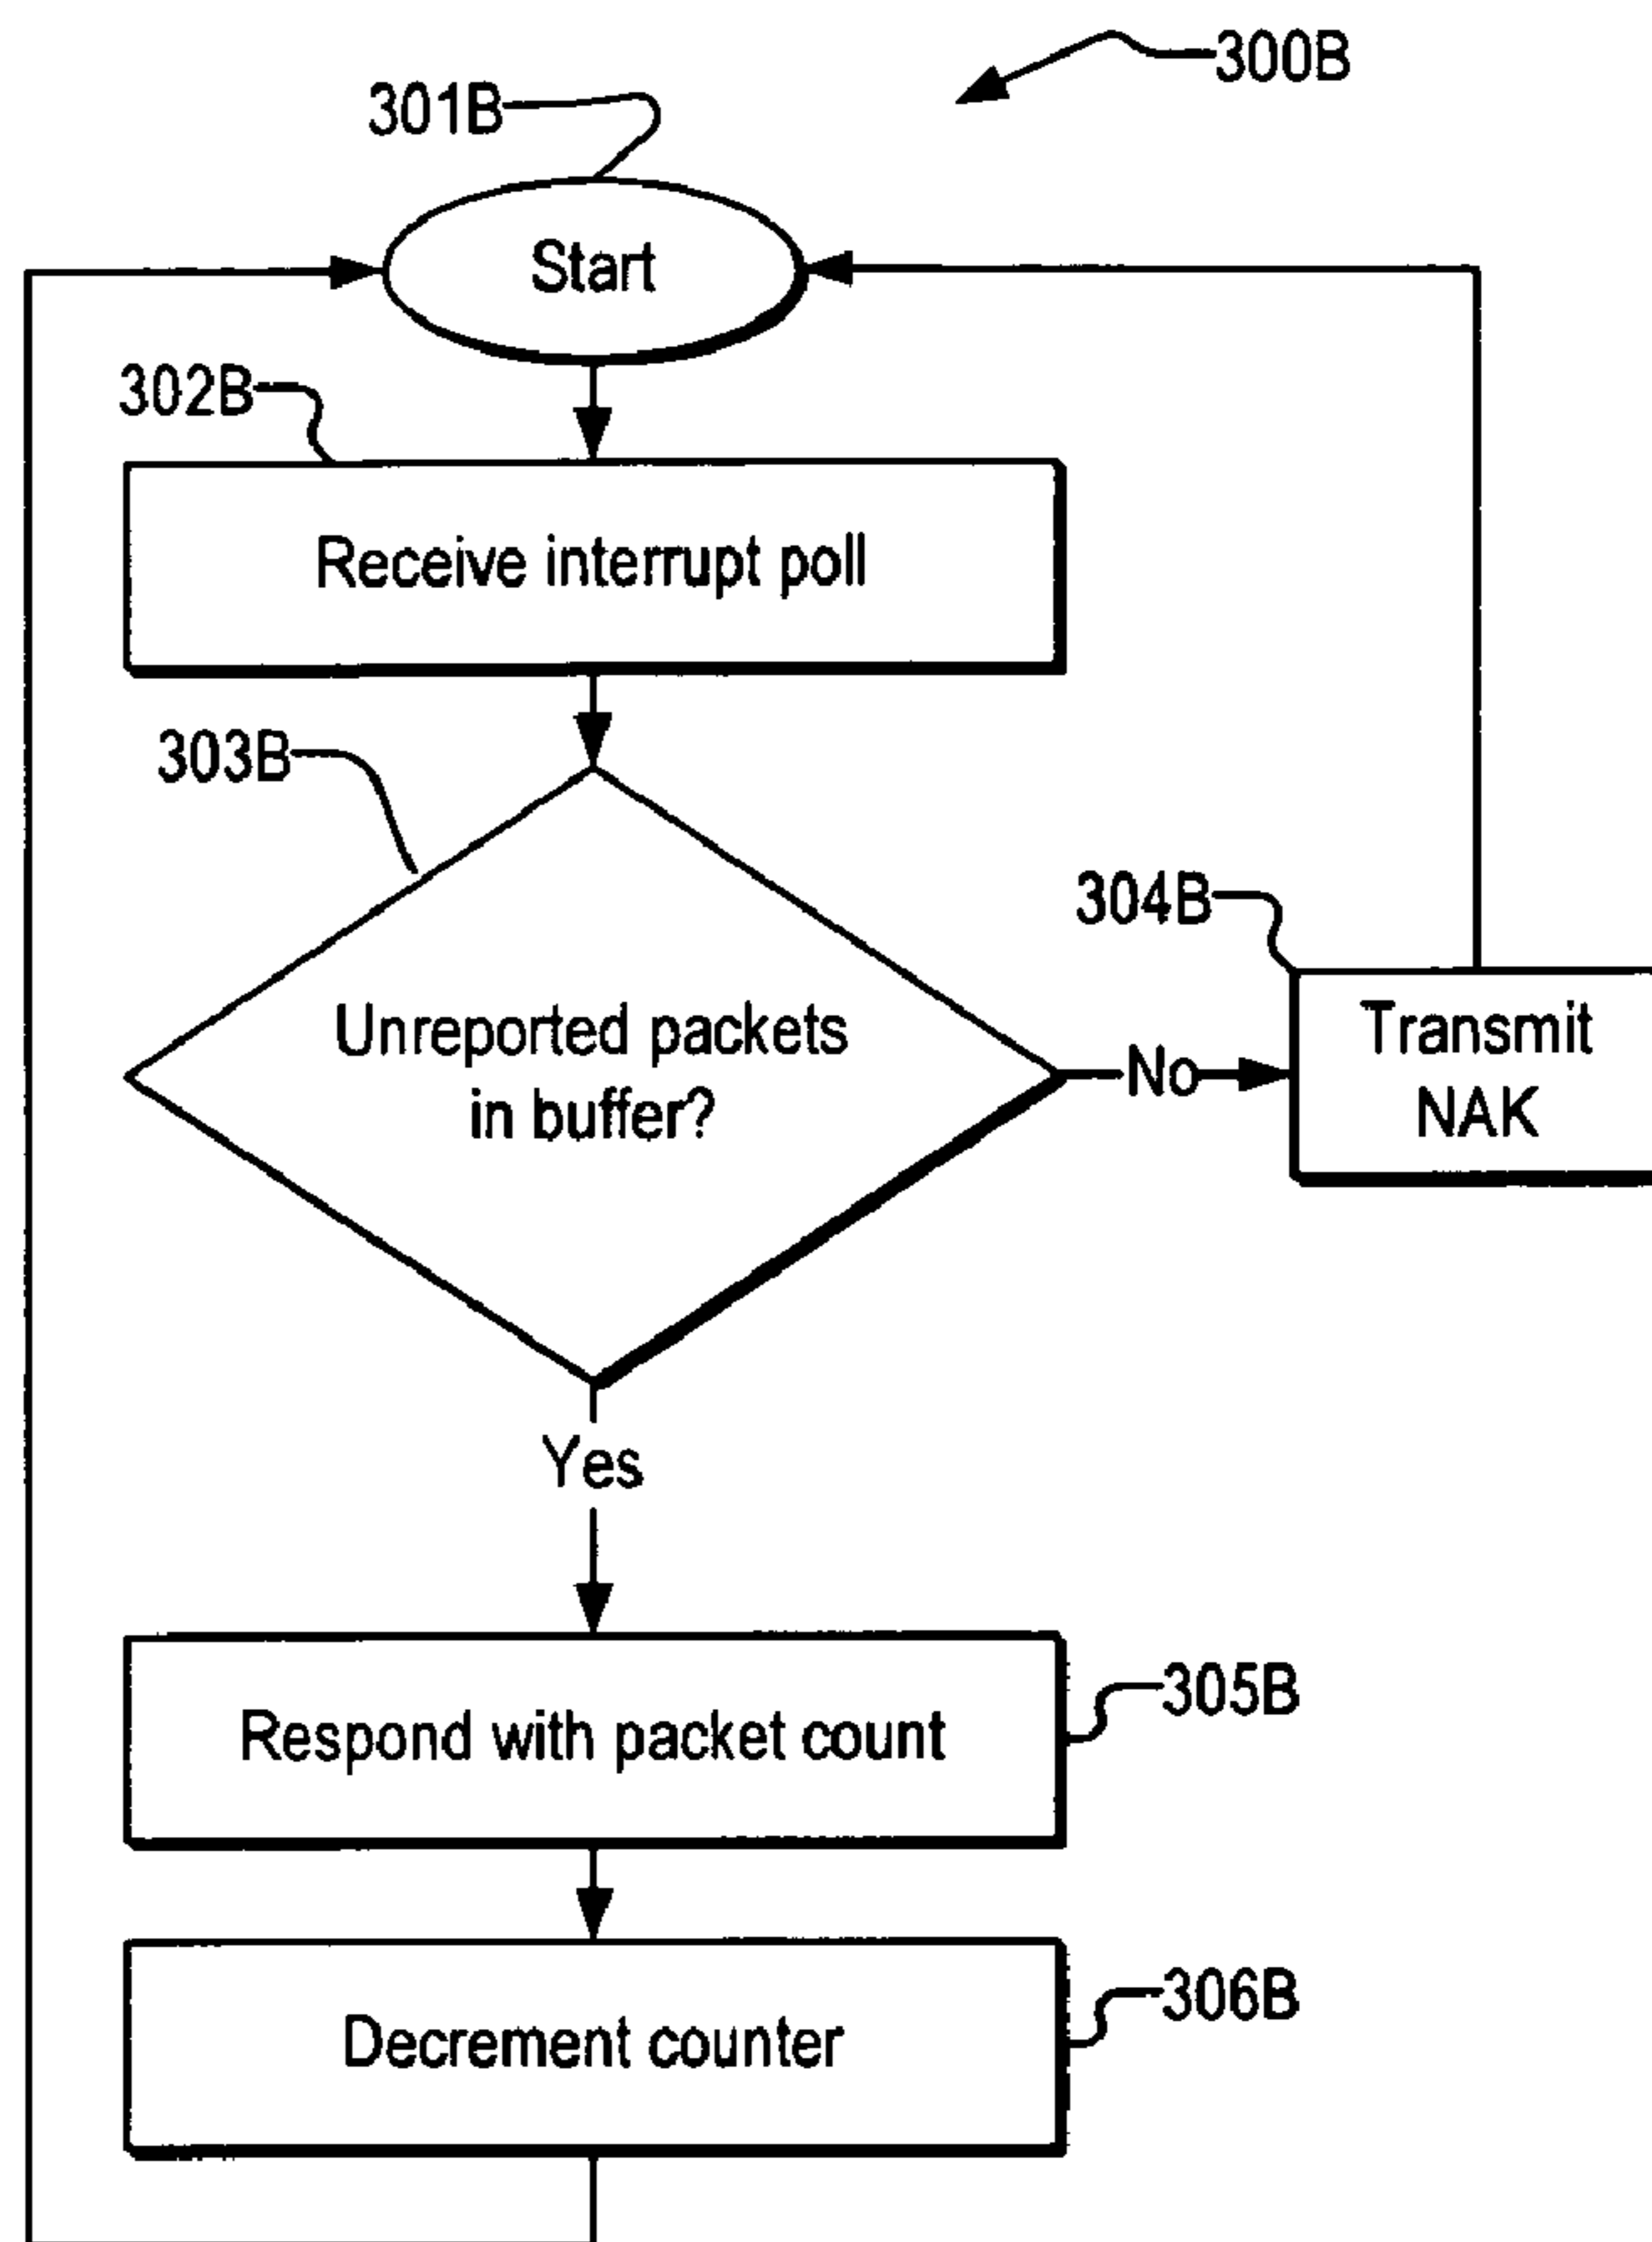 300B
301B
Start
302B
Receive interrupt poll
303B
304B
Unreported packets
in buffer?
No
Transmit
NAK
Yes
305B
Respond with packet count
306B
Decrement counter